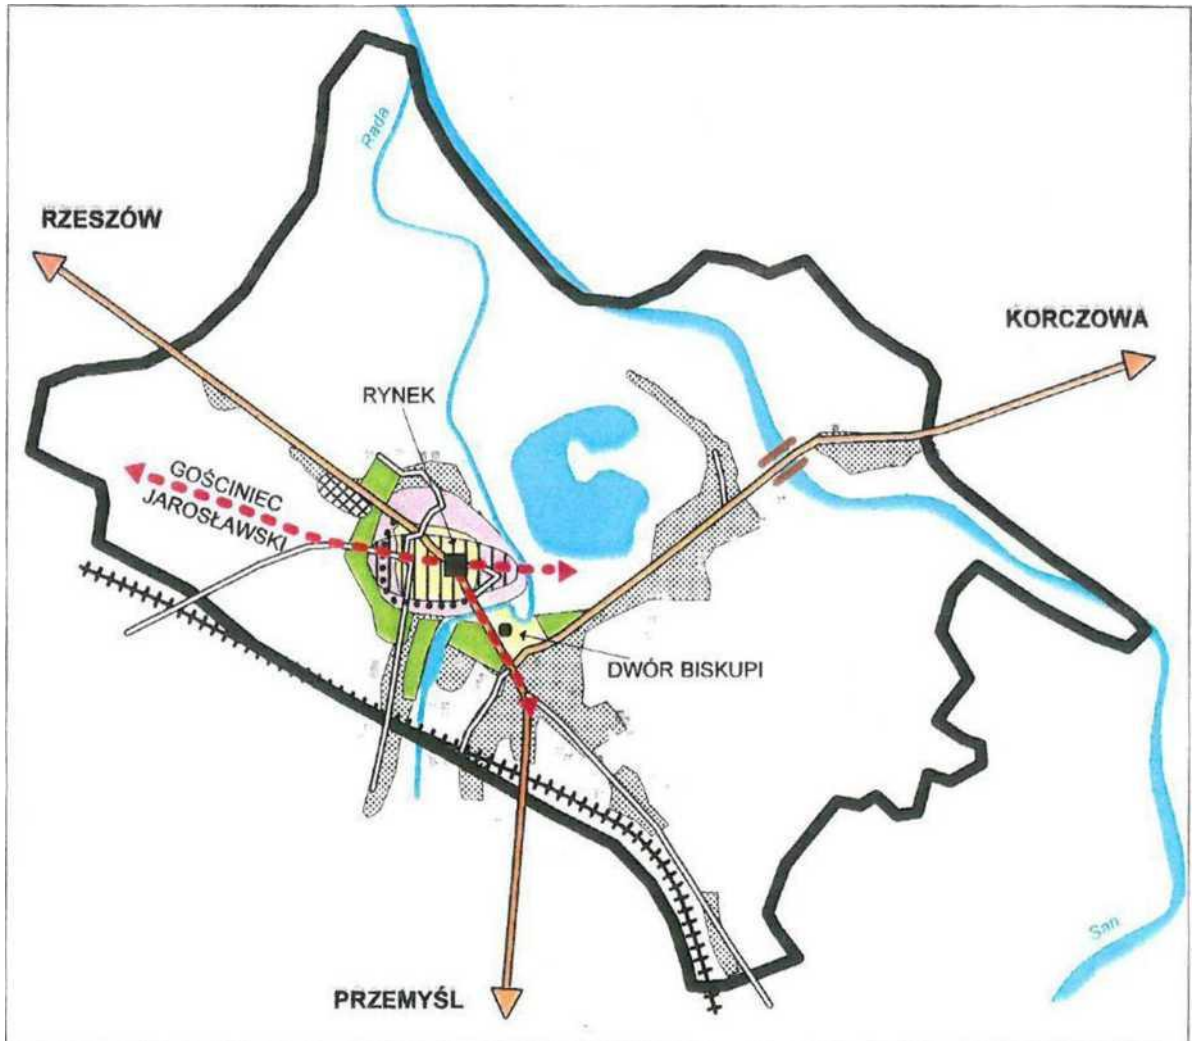 Rada
RZESZÓW
KORCZOWA
RYNEK
GOŚCINIEC
JAROSŁAWSKI
DWÓR BISKUPI
San
PRZEMYŚL